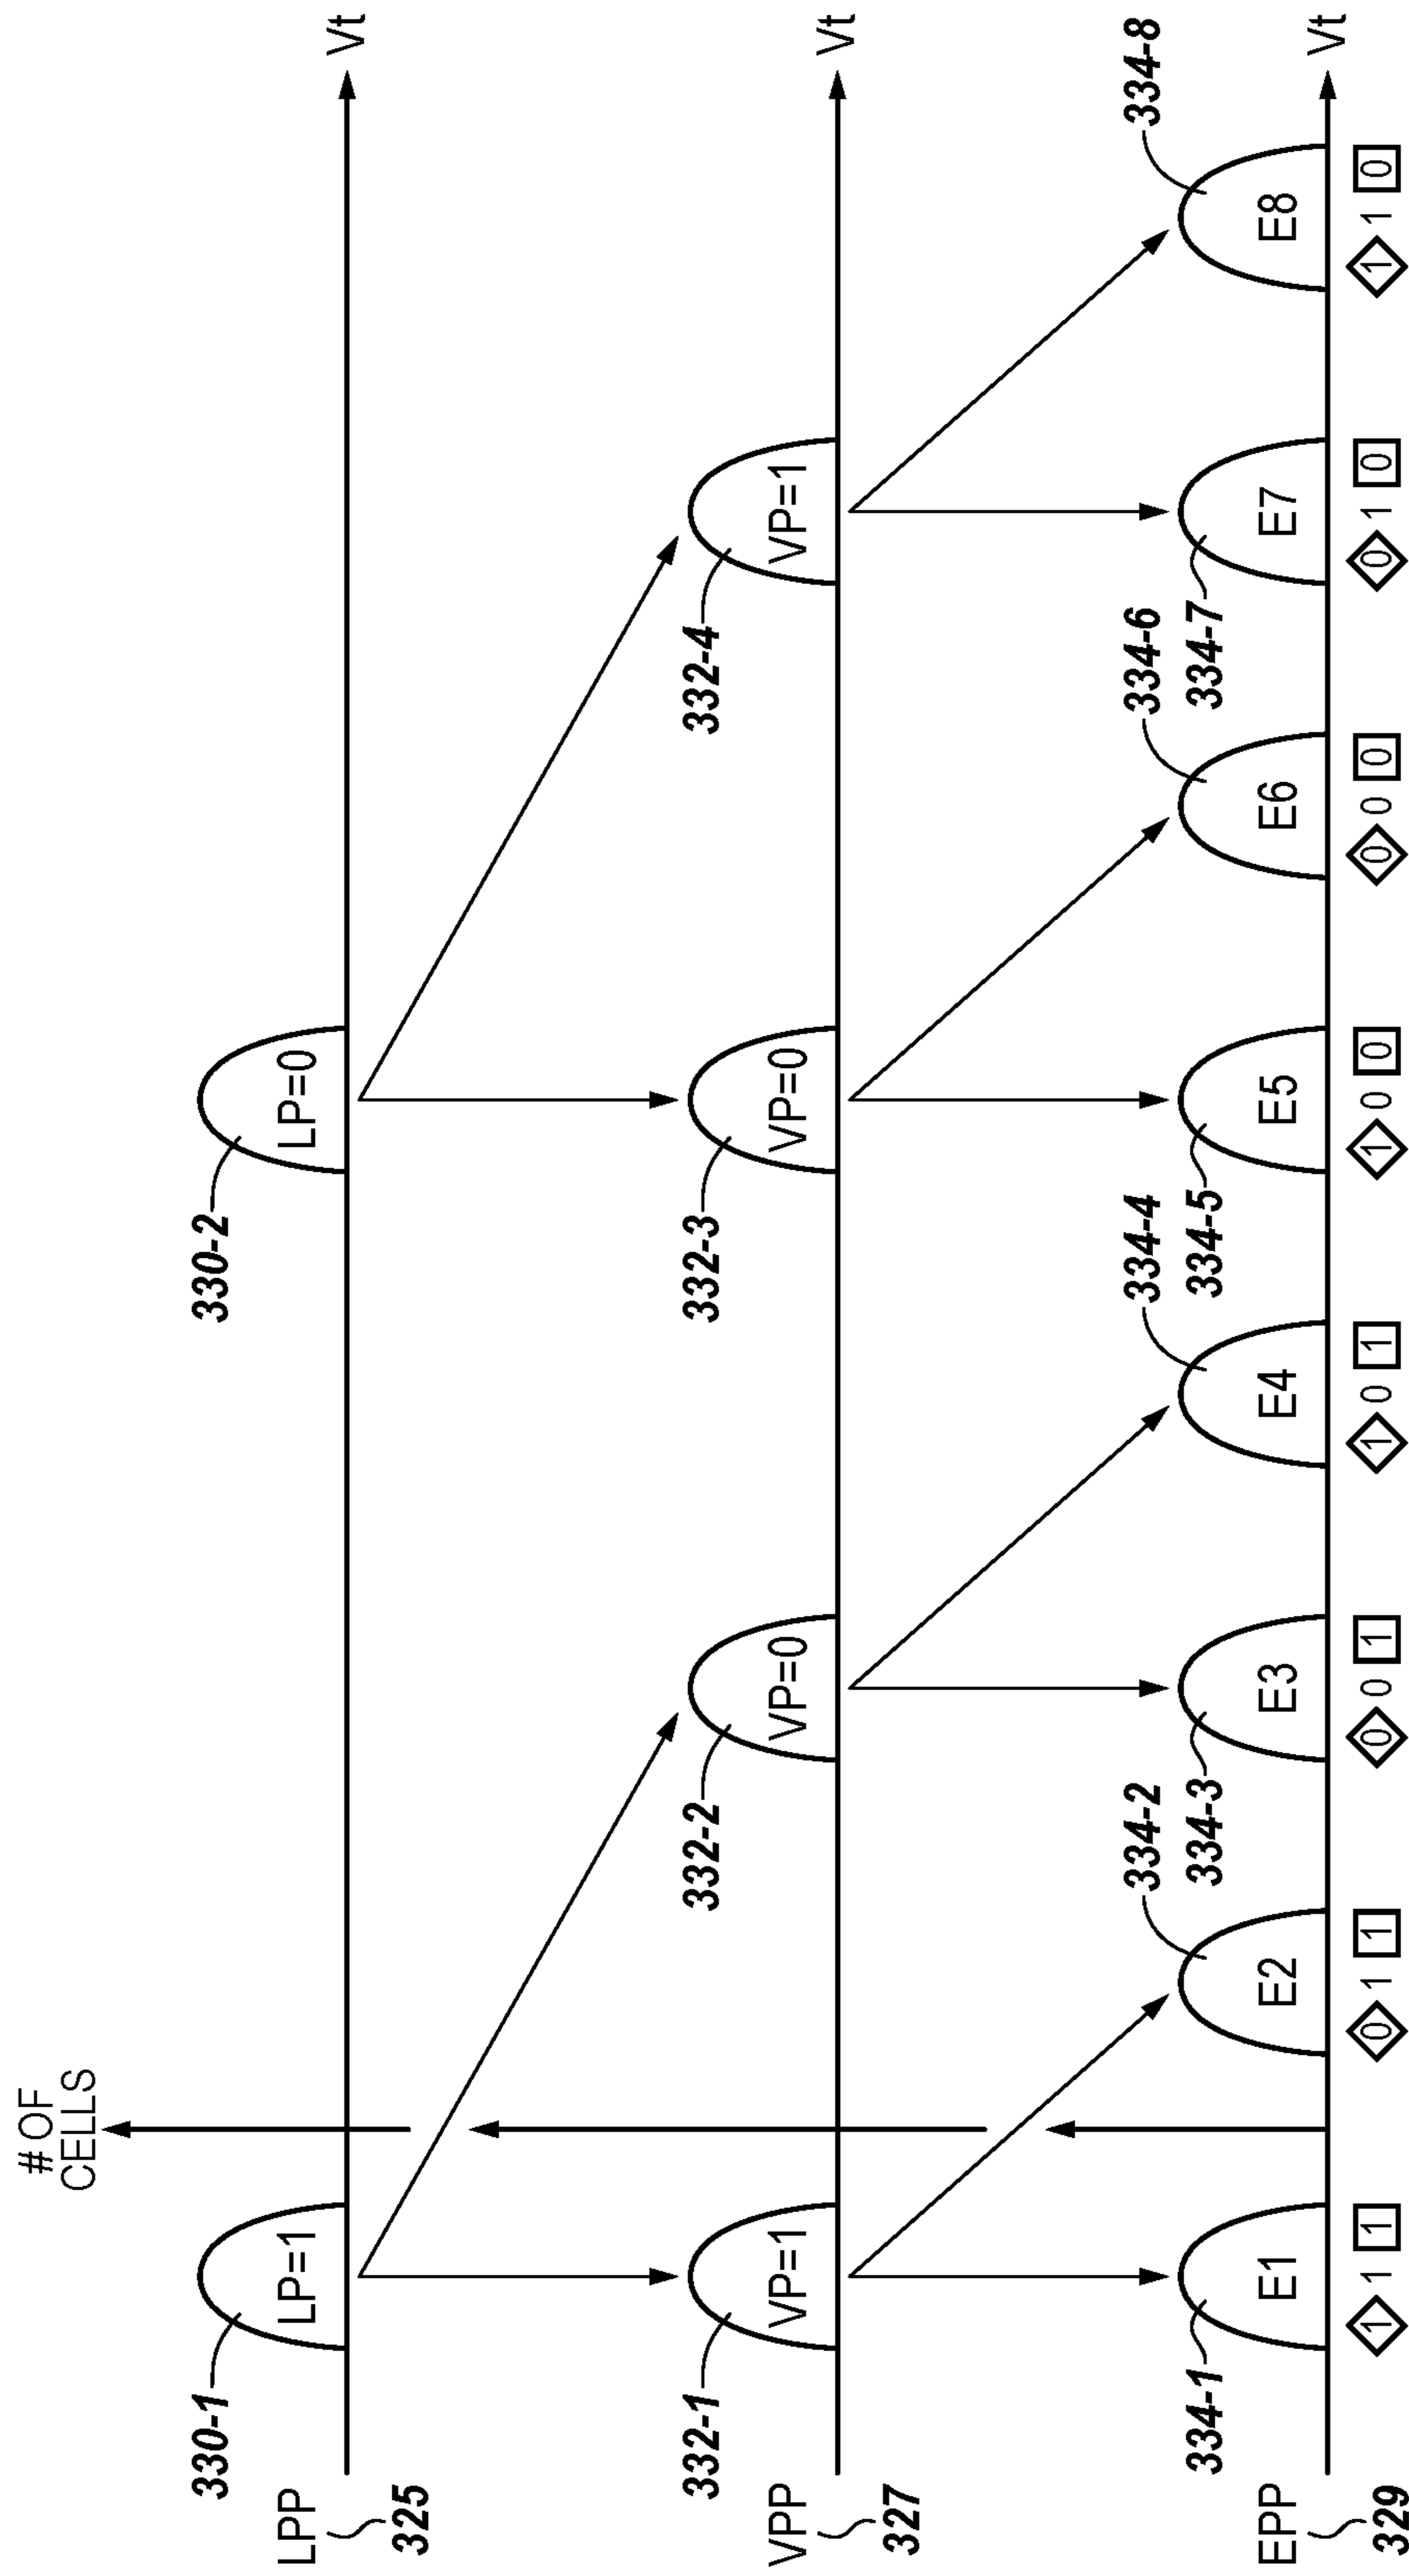 # OF
CELLS
330-1
330-2
LP=1
LP=0
LPP
325
Vt
332-1
332-2
332-3
332-4
VP=1
VP=0
VP=0
VP=1
VPP
327
Vt
334-2
334-4
334-6
334-8
334-1
334-3
334-5
334-7
E1
E2
E3
E4
E5
E6
E7
E8
EPP
329
Vt
1 1 1
0 1 1
0 0 1
1 0 1
1 0 0
0 0 0
0 1 0
1 1 0